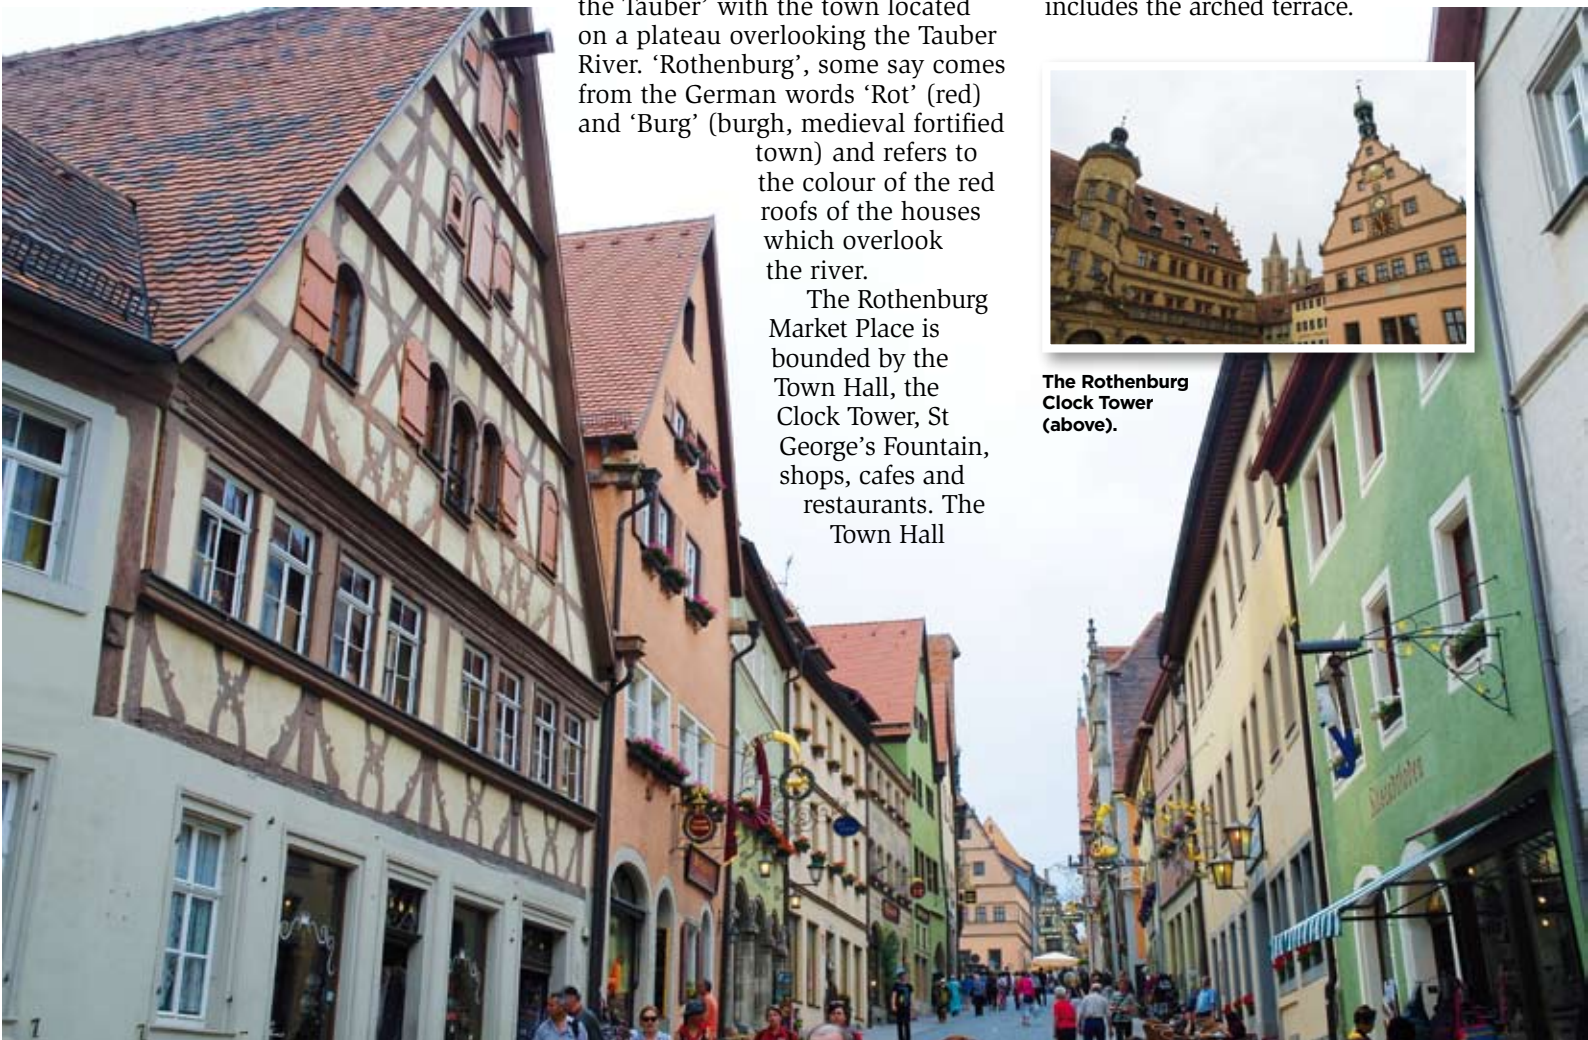 the Tauber’ with the town located
on a plateau overlooking the Tauber
River. ‘Rothenburg’, some say comes
from the German words ‘Rot’ (red)
and ‘Burg’ (burgh, medieval fortified
town) and refers to
the colour of the red
roofs of the houses
which overlook
the river.
The Rothenburg
Market Place is
bounded by the
Town Hall, the
Clock Tower, St
George’s Fountain,
shops, cafes and
restaurants. The
Town Hall
includes the arched terrace.
The Rothenburg
Clock Tower
(above).